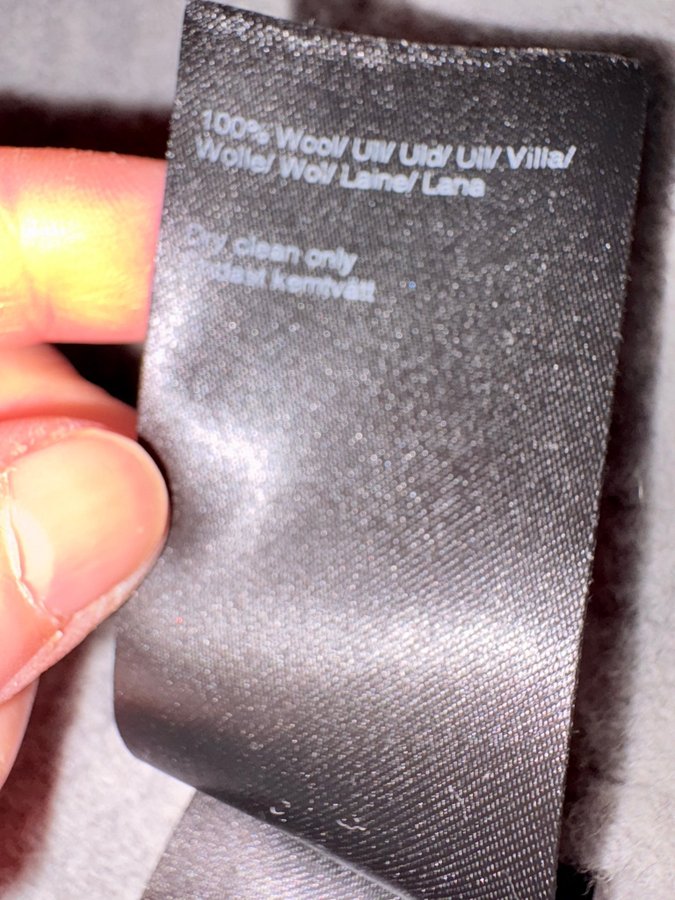 100% Wool/ Ull/ Uld/ Ull/ Villa/
Wolle/ Wol/ Laine/ Lana
Dry clean only
Endast kemtvätt